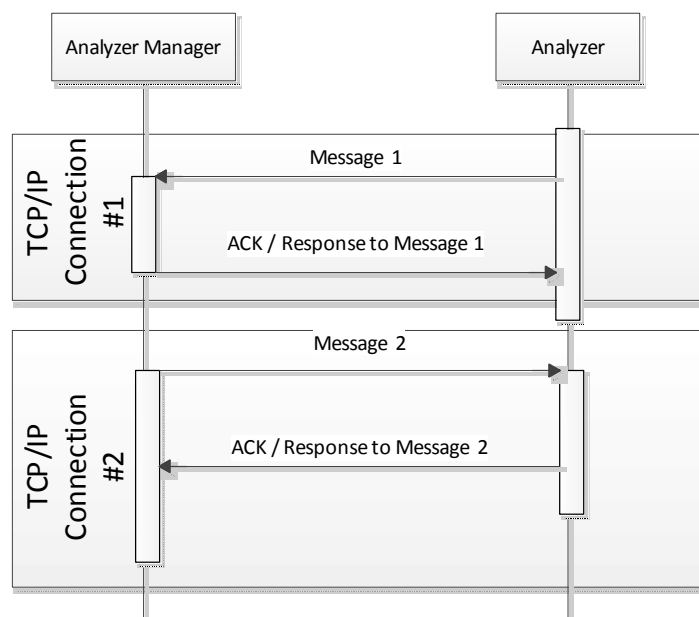 Analyzer Manager
Analyzer
TCP/IP
Connection
#1
Message 1
ACK / Response to Message 1
TCP/IP
Connection
#2
Message 2
ACK / Response to Message 2